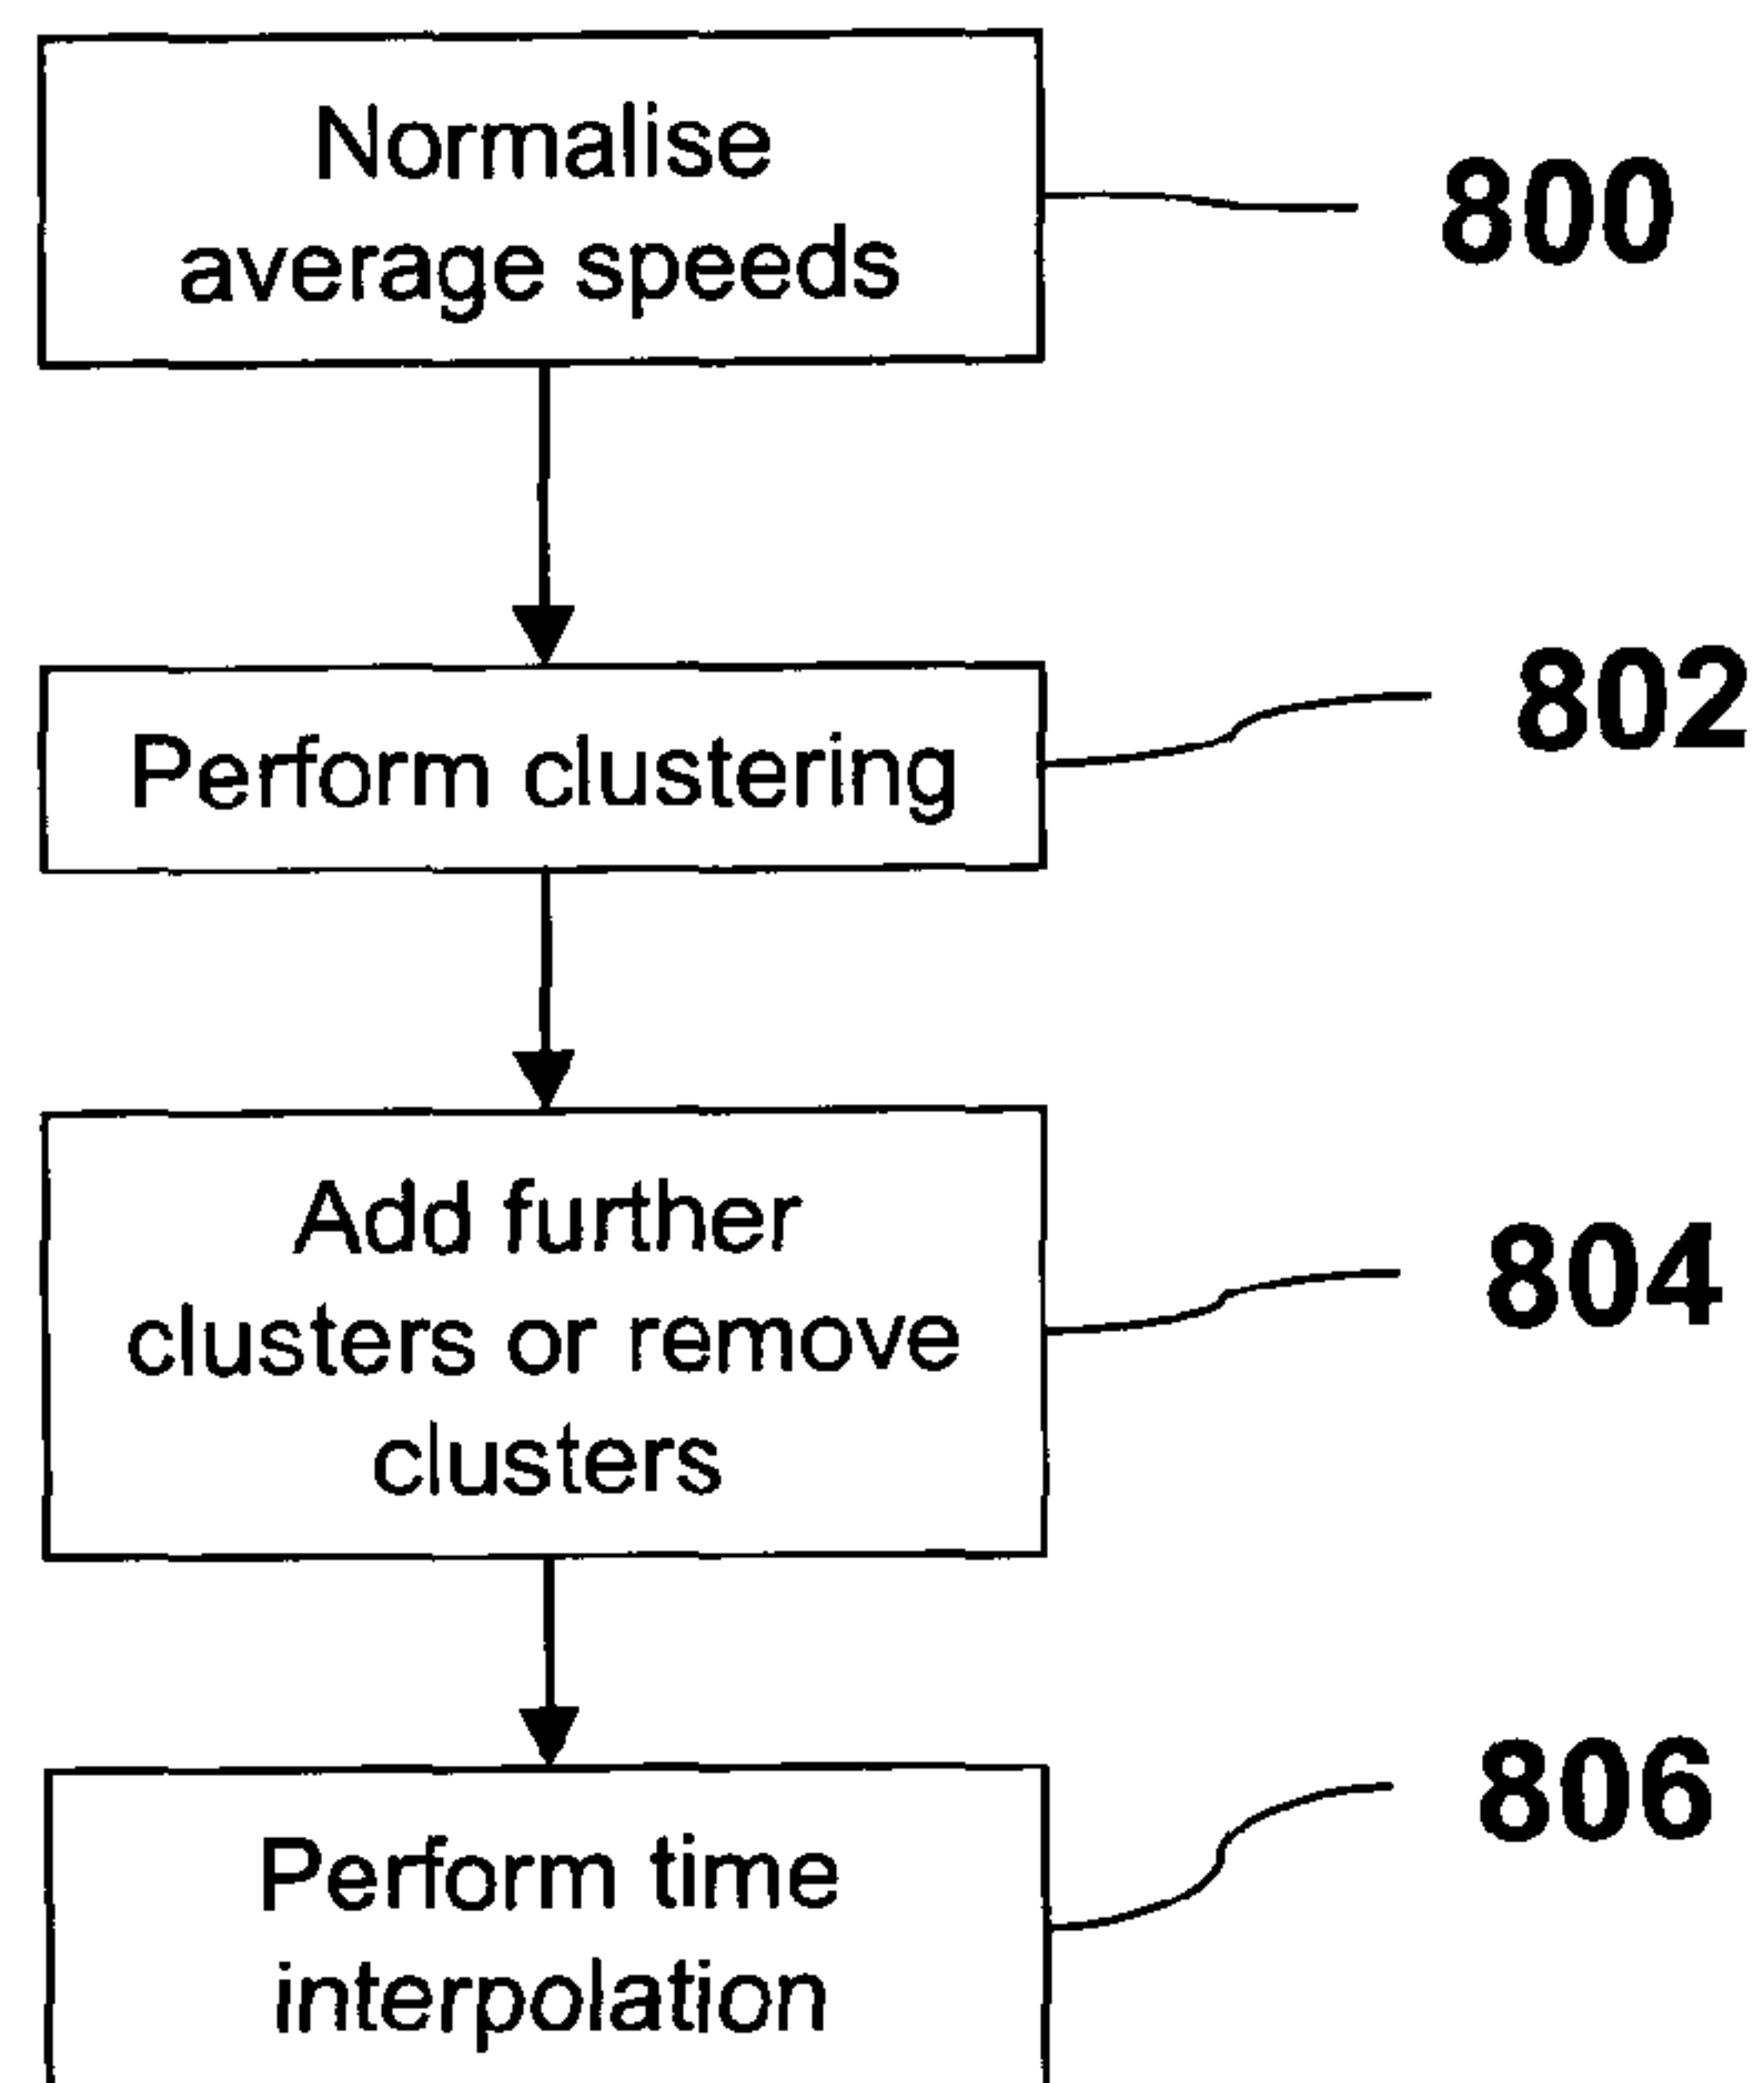 Normalise
average speeds
800
Perform clustering
802
Add further
clusters or remove
clusters
804
Perform time
interpolation
806